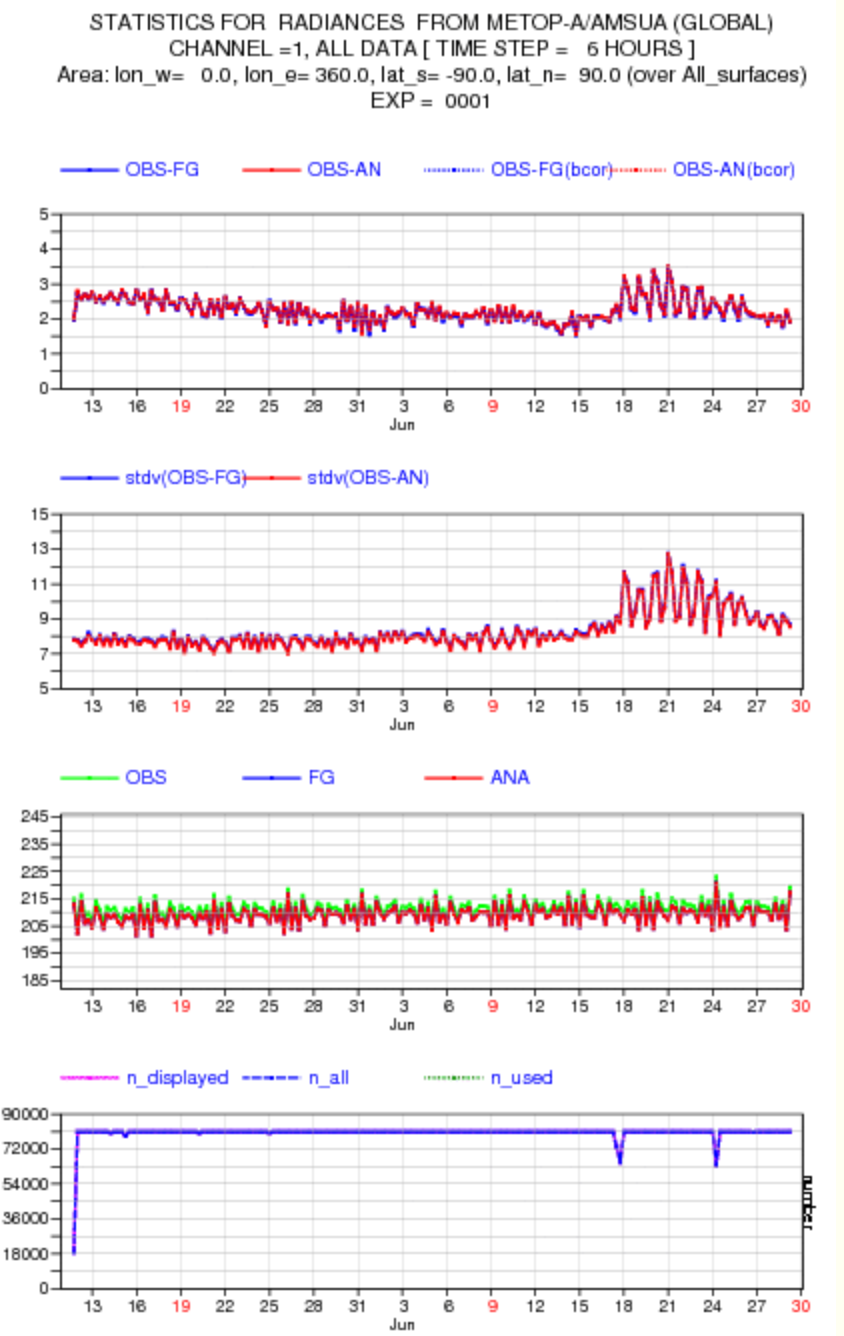 STATISTICS FOR RADIANCES FROM METOP-A/AMSUA (GLOBAL)
CHANNEL =1, ALL DATA [ TIME STEP = 6 HOURS ]
Area: lon_w= 0.0, lon_e= 360.0, lat_s= -90.0, lat_n= 90.0 (over All_surfaces)
EXP = 0001
OBS-FG OBS-AN OBS-FG(bcor) OBS-AN(bcor)
5
4
3
2
1
0
13 16 19 22 25 28 31 3 6 9 12 15 18 21 24 27 30
Jun
stdv(OBS-FG) stdv(OBS-AN)
15
13
11
9
7
5
13 16 19 22 25 28 31 3 6 9 12 15 18 21 24 27 30
Jun
OBS FG ANA
245
235
225
215
205
195
185
13 16 19 22 25 28 31 3 6 9 12 15 18 21 24 27 30
Jun
n_displayed n_all n_used
90000
72000
54000
36000
18000
0
number
13 16 19 22 25 28 31 3 6 9 12 15 18 21 24 27 30
Jun